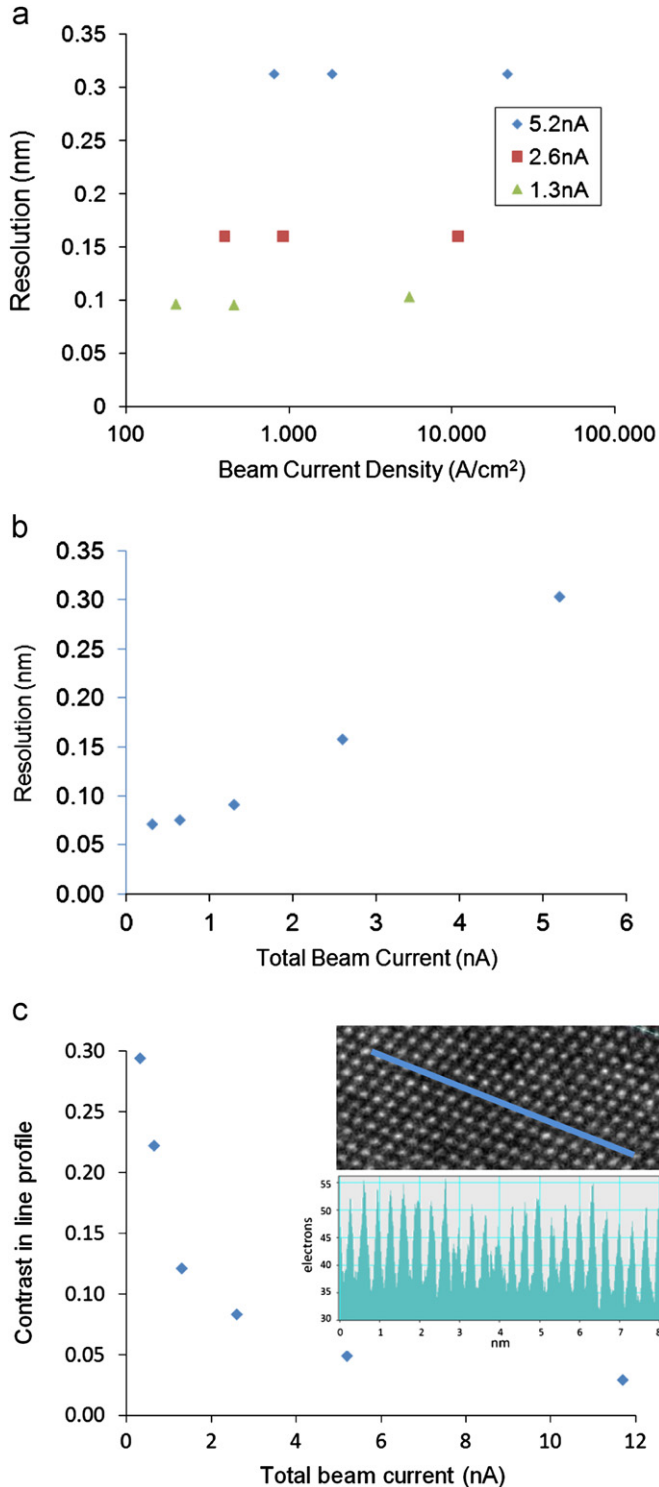 a
0.35
0.3
0.25
0.2
0.15
0.1
0.05
0
Resolution (nm)
5.2nA
2.6nA
1.3nA
100
1.000
10.000
100.000
Beam Current Density (A/cm²)
b
0.35
0.30
0.25
0.20
0.15
0.10
0.05
0.00
Resolution (nm)
0 1 2 3 4 5 6
Total Beam Current (nA)
c
0.30
0.25
0.20
0.15
0.10
0.05
0.00
Contrast in line profile
55
50
45
40
35
30
electrons
0 1 2 3 4 5 6 7 8
nm
0 2 4 6 8 10 12
Total beam current (nA)